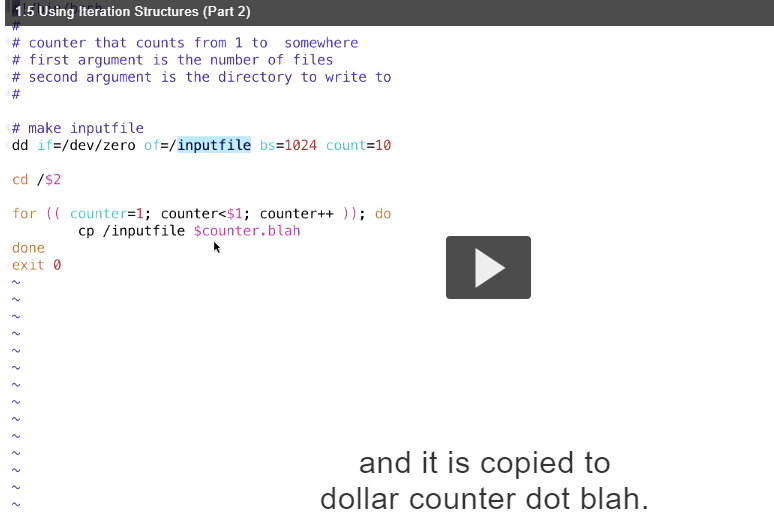 1.5 Using Iteration Structures (Part 2)
#
# counter that counts from 1 to  somewhere
# first argument is the number of files
# second argument is the directory to write to
#
# make inputfile
dd if=/dev/zero of=/inputfile bs=1024 count=10
cd /$2
for (( counter=1; counter<$1; counter++ )); do
        cp /inputfile $counter.blah
done
exit 0
~
~
~
~
~
~
~
~
~
~
~
~
~
~
and it is copied to
dollar counter dot blah.